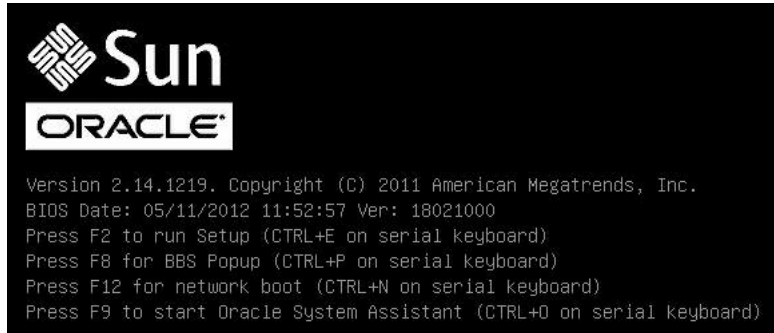 Sun
ORACLE
Version 2.14.1219. Copyright (C) 2011 American Megatrends, Inc.
BIOS Date: 05/11/2012 11:52:57 Ver: 18021000
Press F2 to run Setup (CTRL+E on serial keyboard)
Press F8 for BBS Popup (CTRL+P on serial keyboard)
Press F12 for network boot (CTRL+N on serial keyboard)
Press F9 to start Oracle System Assistant (CTRL+O on serial keyboard)